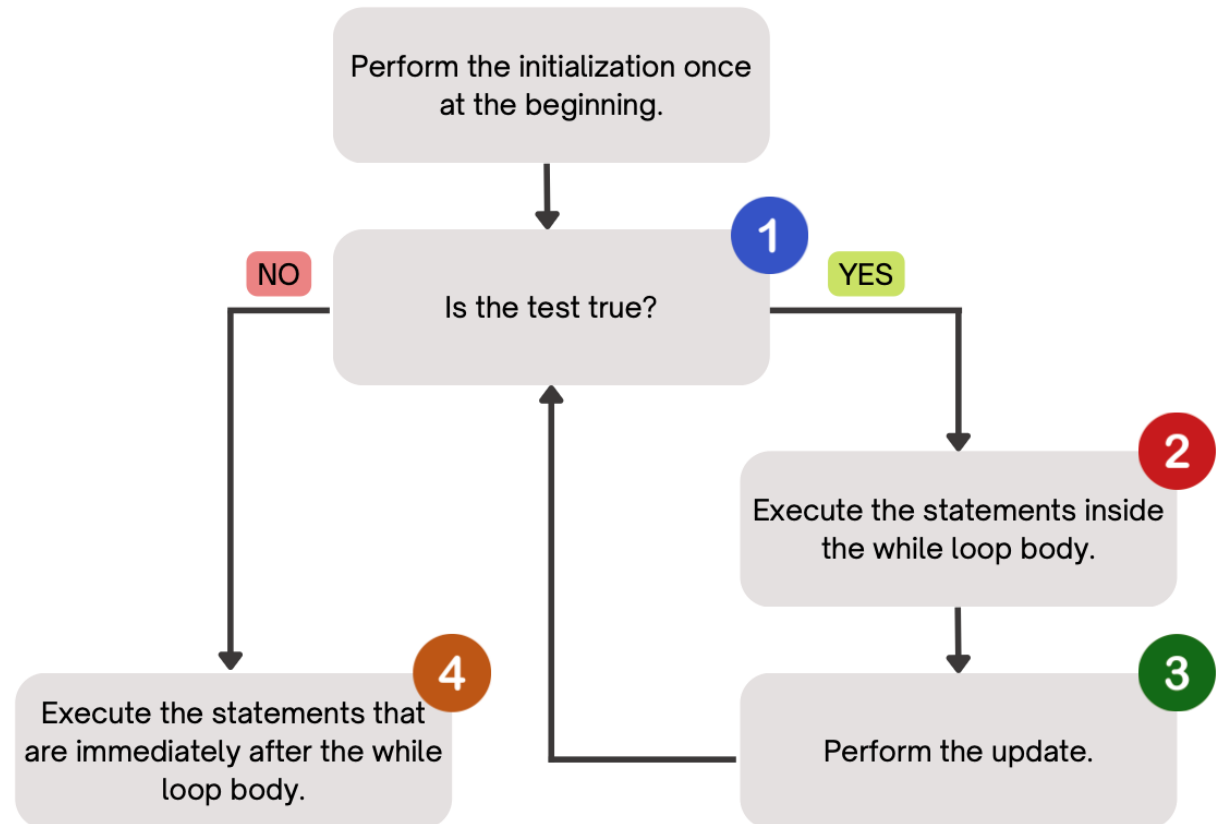 Perform the initialization once
at the beginning.
1
NO
Is the test true?
YES
2
Execute the statements inside
the while loop body.
4
Execute the statements that
are immediately after the while
loop body.
3
Perform the update.